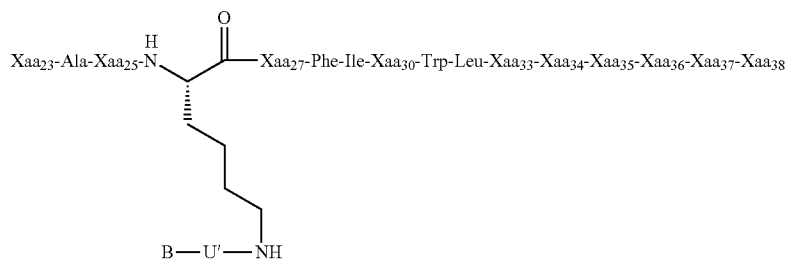 O
H
Xaa₂₃-Ala-Xaa₂₅-N Xaa₂₇-Phe-Ile-Xaa₃₀-Trp-Leu-Xaa₃₃-Xaa₃₄-Xaa₃₅-Xaa₃₆-Xaa₃₇-Xaa₃₈
B—U'—NH